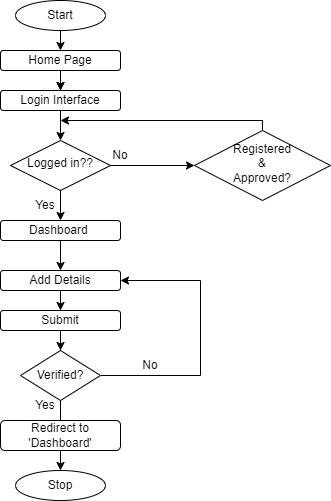 Start
Home Page
Login Interface
Logged in??
No
Registered
&
Approved?
Yes
Dashboard
Add Details
Submit
Verified?
No
Yes
Redirect to
'Dashboard'
Stop